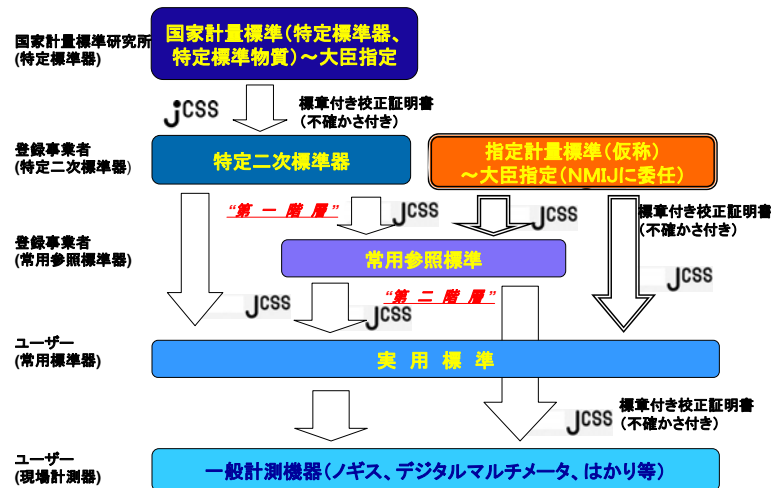 国家計量標準研究所
(特定標準器)
国家計量標準(特定標準器、
特定標準物質)～大臣指定
jCSS
標章付き校正証明書
(不確かさ付き)
登録事業者
(特定二次標準器)
特定二次標準器
指定計量標準(仮称)
～大臣指定(NMIJに委任)
“第 一 階 層”
JCSS
JCSS
標章付き校正証明書
(不確かさ付き)
登録事業者
(常用参照標準器)
常用参照標準
JCSS
“第 二 階 層”
JCSS
JCSS
ユーザー
(常用標準器)
実 用 標 準
JCSS
標章付き校正証明書
(不確かさ付き)
ユーザー
(現場計測器)
一般計測機器(ノギス、デジタルマルチメータ、はかり等)